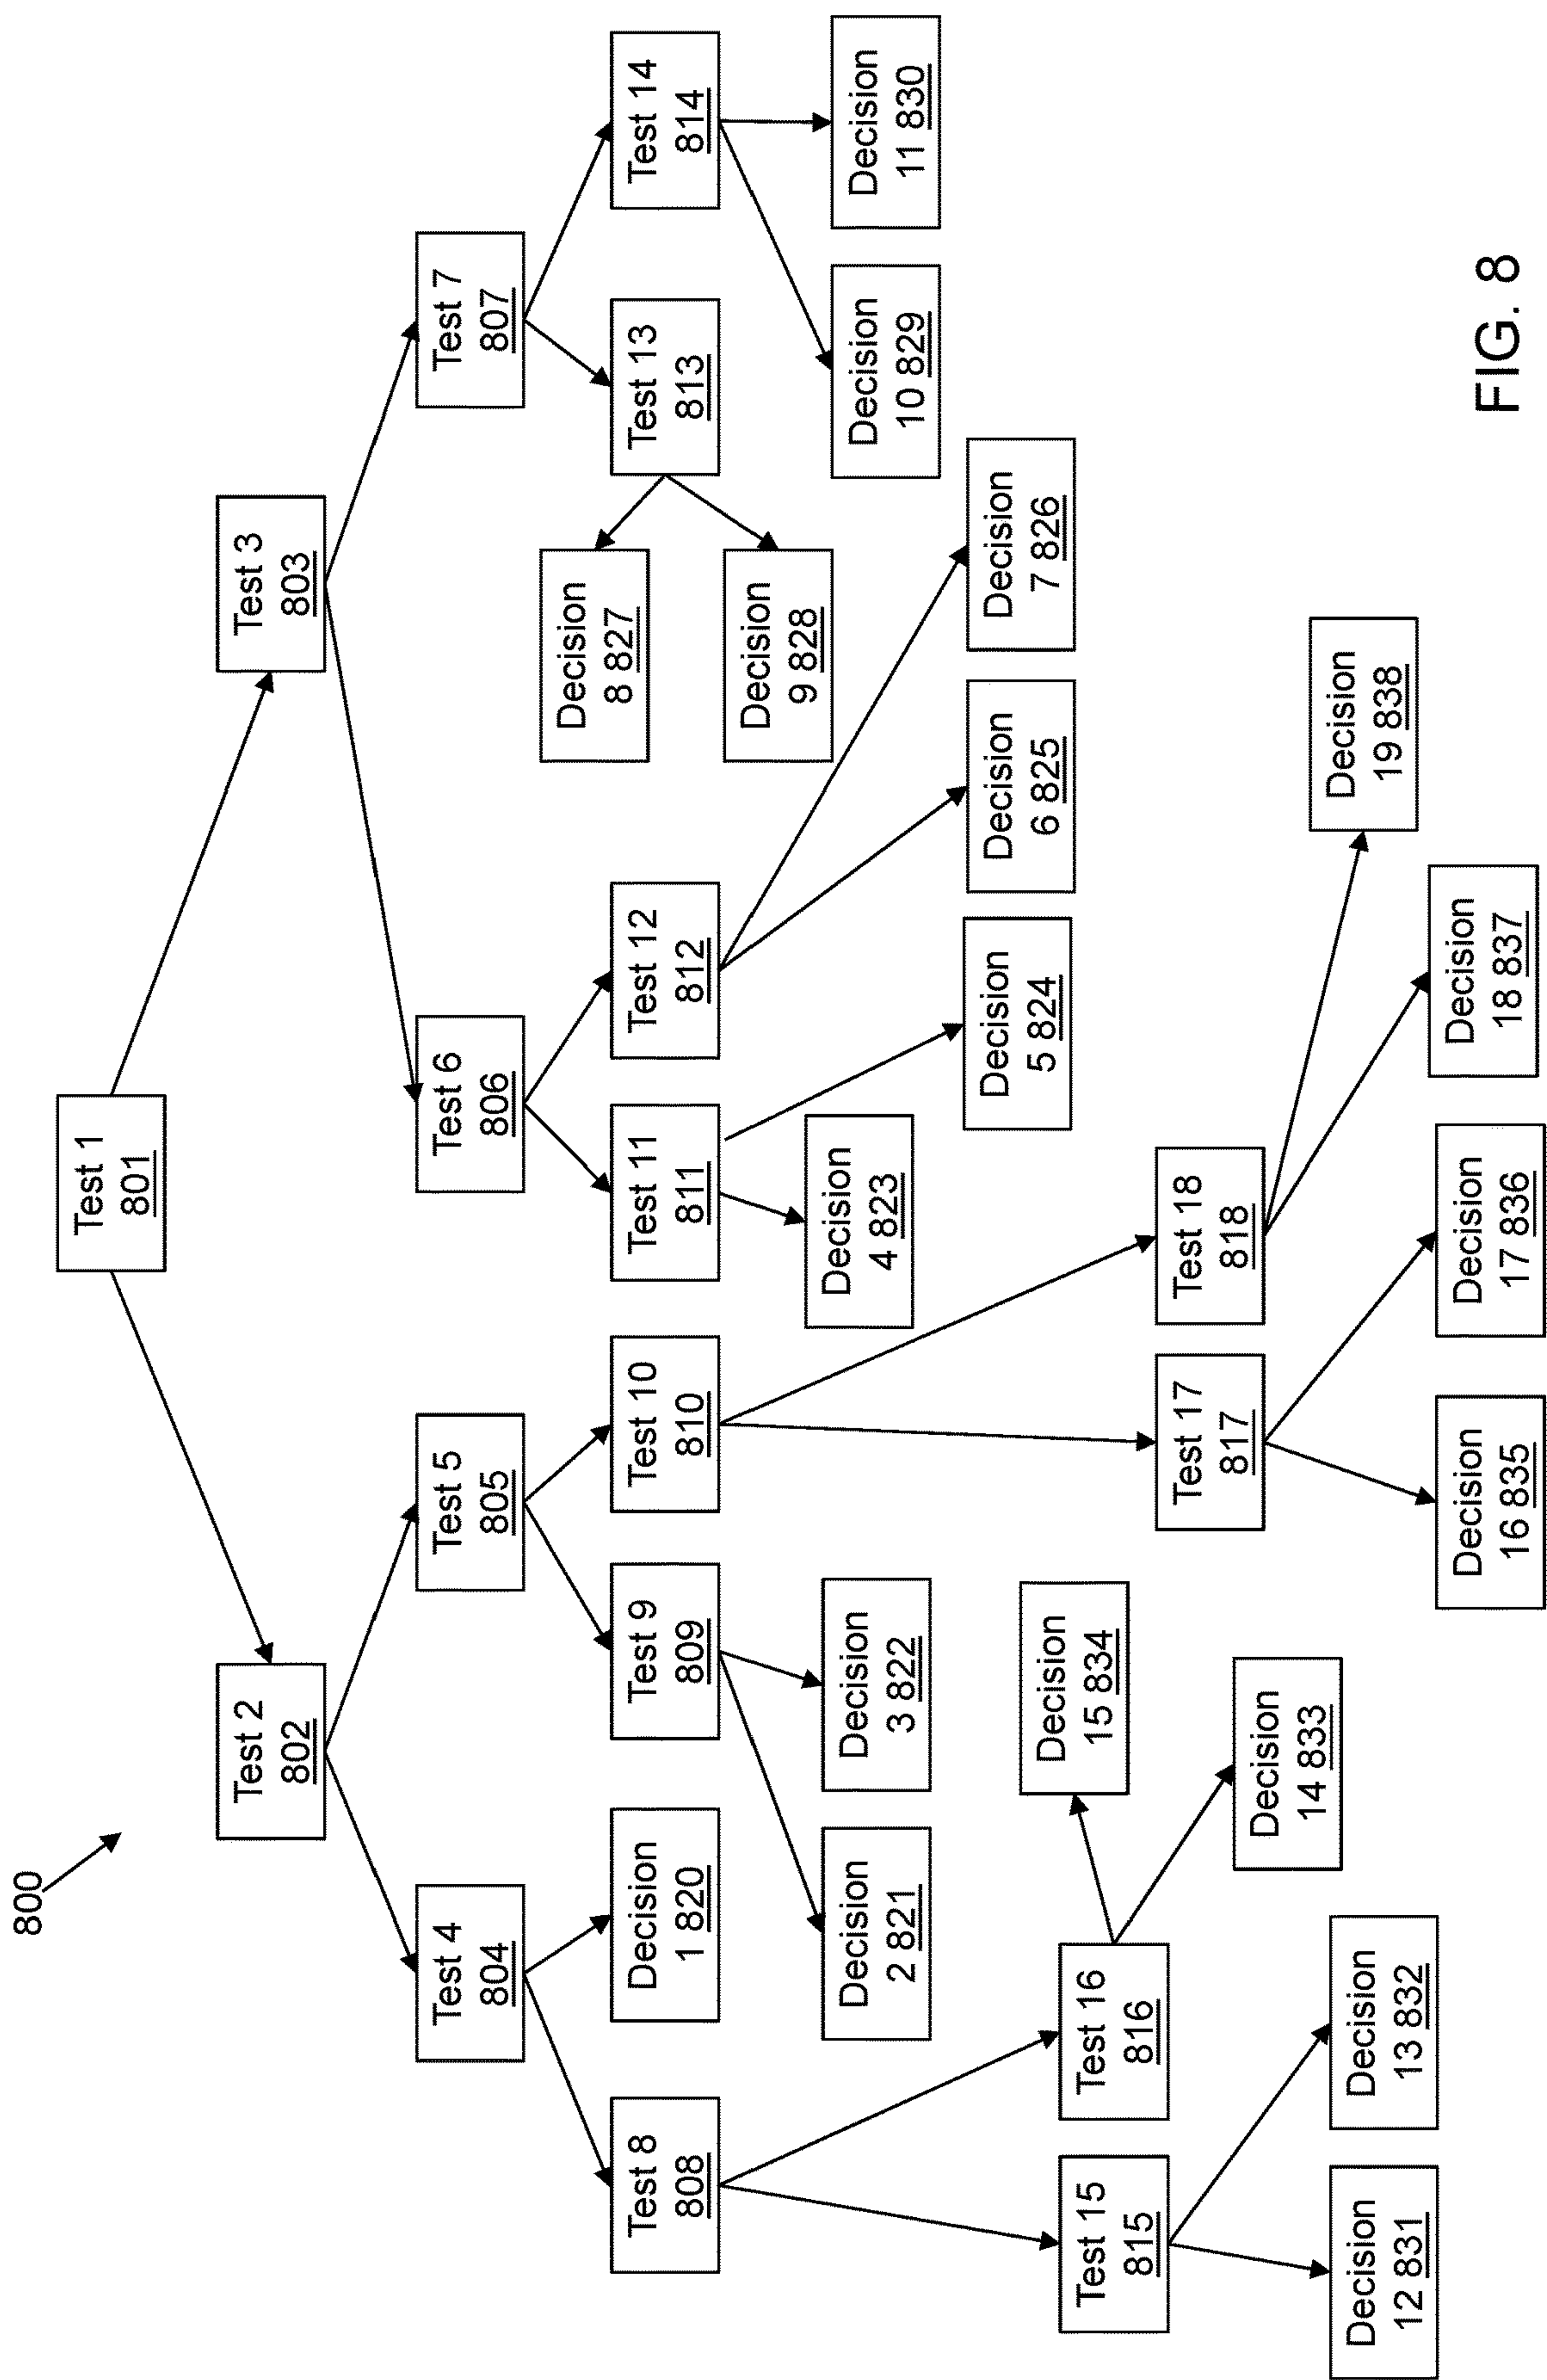 800
Test 1
801
Test 2
802
Test 3
803
Test 4
804
Test 5
805
Test 6
806
Test 7
807
Test 8
808
Decision
1 820
Test 9
809
Test 10
810
Test 11
811
Test 12
812
Test 13
813
Test 14
814
Decision
8 827
Decision
9 828
Decision
2 821
Decision
3 822
Decision
4 823
Decision
5 824
Decision
6 825
Decision
7 826
Decision
10 829
Decision
11 830
Test 15
815
Test 16
816
Decision
15 834
Test 17
817
Test 18
818
Decision
12 831
Decision
13 832
Decision
14 833
Decision
16 835
Decision
17 836
Decision
18 837
Decision
19 838
FIG. 8